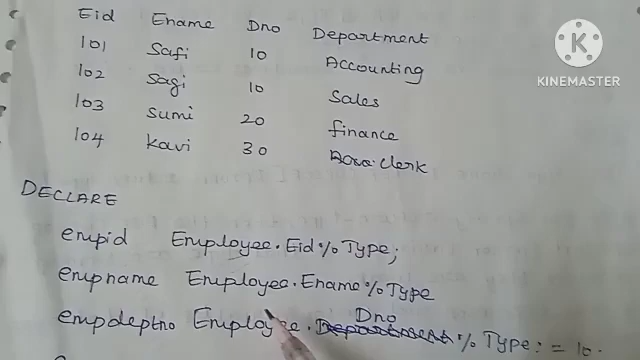 Eid Ename Dno Department
101 Safi 10 Accounting
102 Sagi 10 Sales
103 Sumi 20 finance
104 kavi 30 clerk
K
KINEMASTER
DECLARE
empid Employee.Eid%Type;
empname Employee.Ename%Type
empdeptno Employee.Dno%Type:=10.